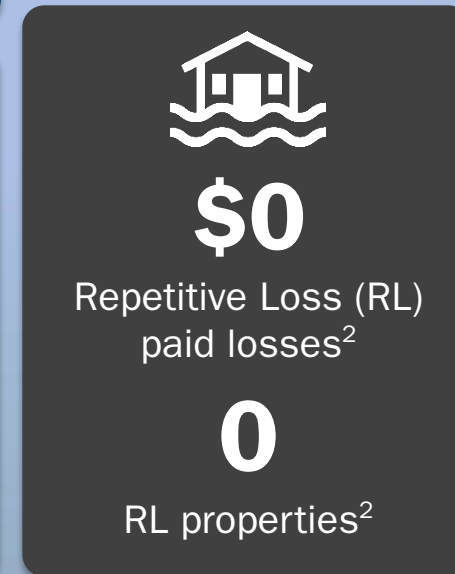 $0
Repetitive Loss (RL)
paid losses²
0
RL properties²